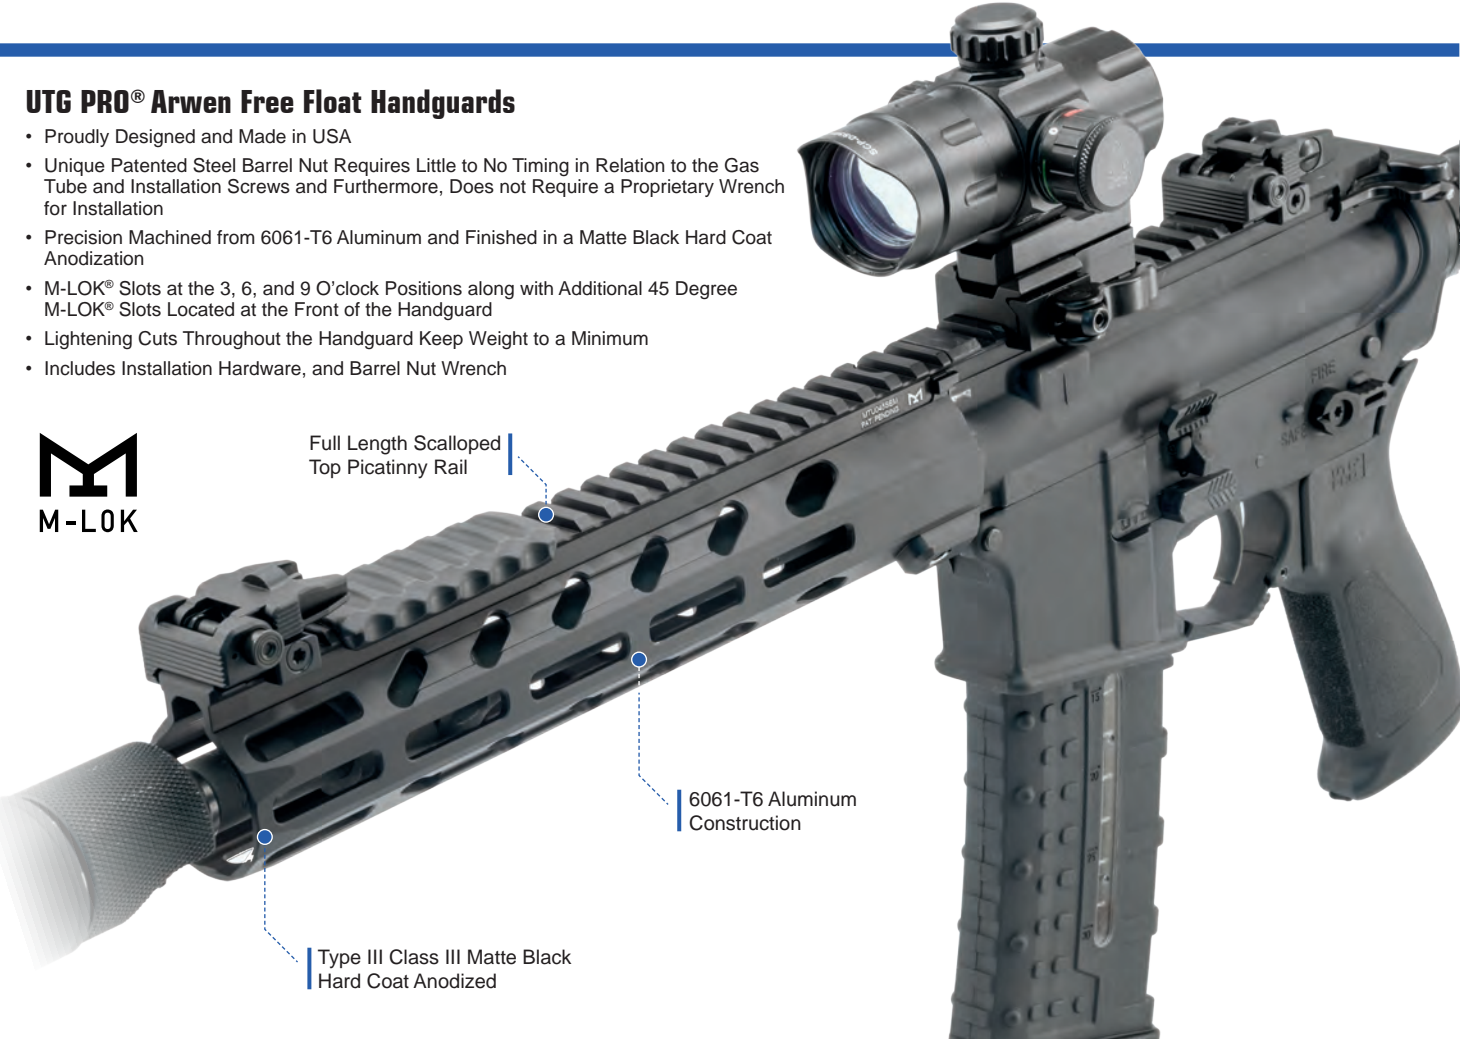 UTG PRO® Arwen Free Float Handguards
• Proudly Designed and Made in USA
• Unique Patented Steel Barrel Nut Requires Little to No Timing in Relation to the Gas
Tube and Installation Screws and Furthermore, Does not Require a Proprietary Wrench
for Installation
• Precision Machined from 6061-T6 Aluminum and Finished in a Matte Black Hard Coat
Anodization
• M-LOK® Slots at the 3, 6, and 9 O'clock Positions along with Additional 45 Degree
M-LOK® Slots Located at the Front of the Handguard
• Lightening Cuts Throughout the Handguard Keep Weight to a Minimum
• Includes Installation Hardware, and Barrel Nut Wrench
M-LOK
Full Length Scalloped
Top Picatinny Rail
PAT. PENDING
FIRE
SAFE
6061-T6 Aluminum
Construction
Type III Class III Matte Black
Hard Coat Anodized